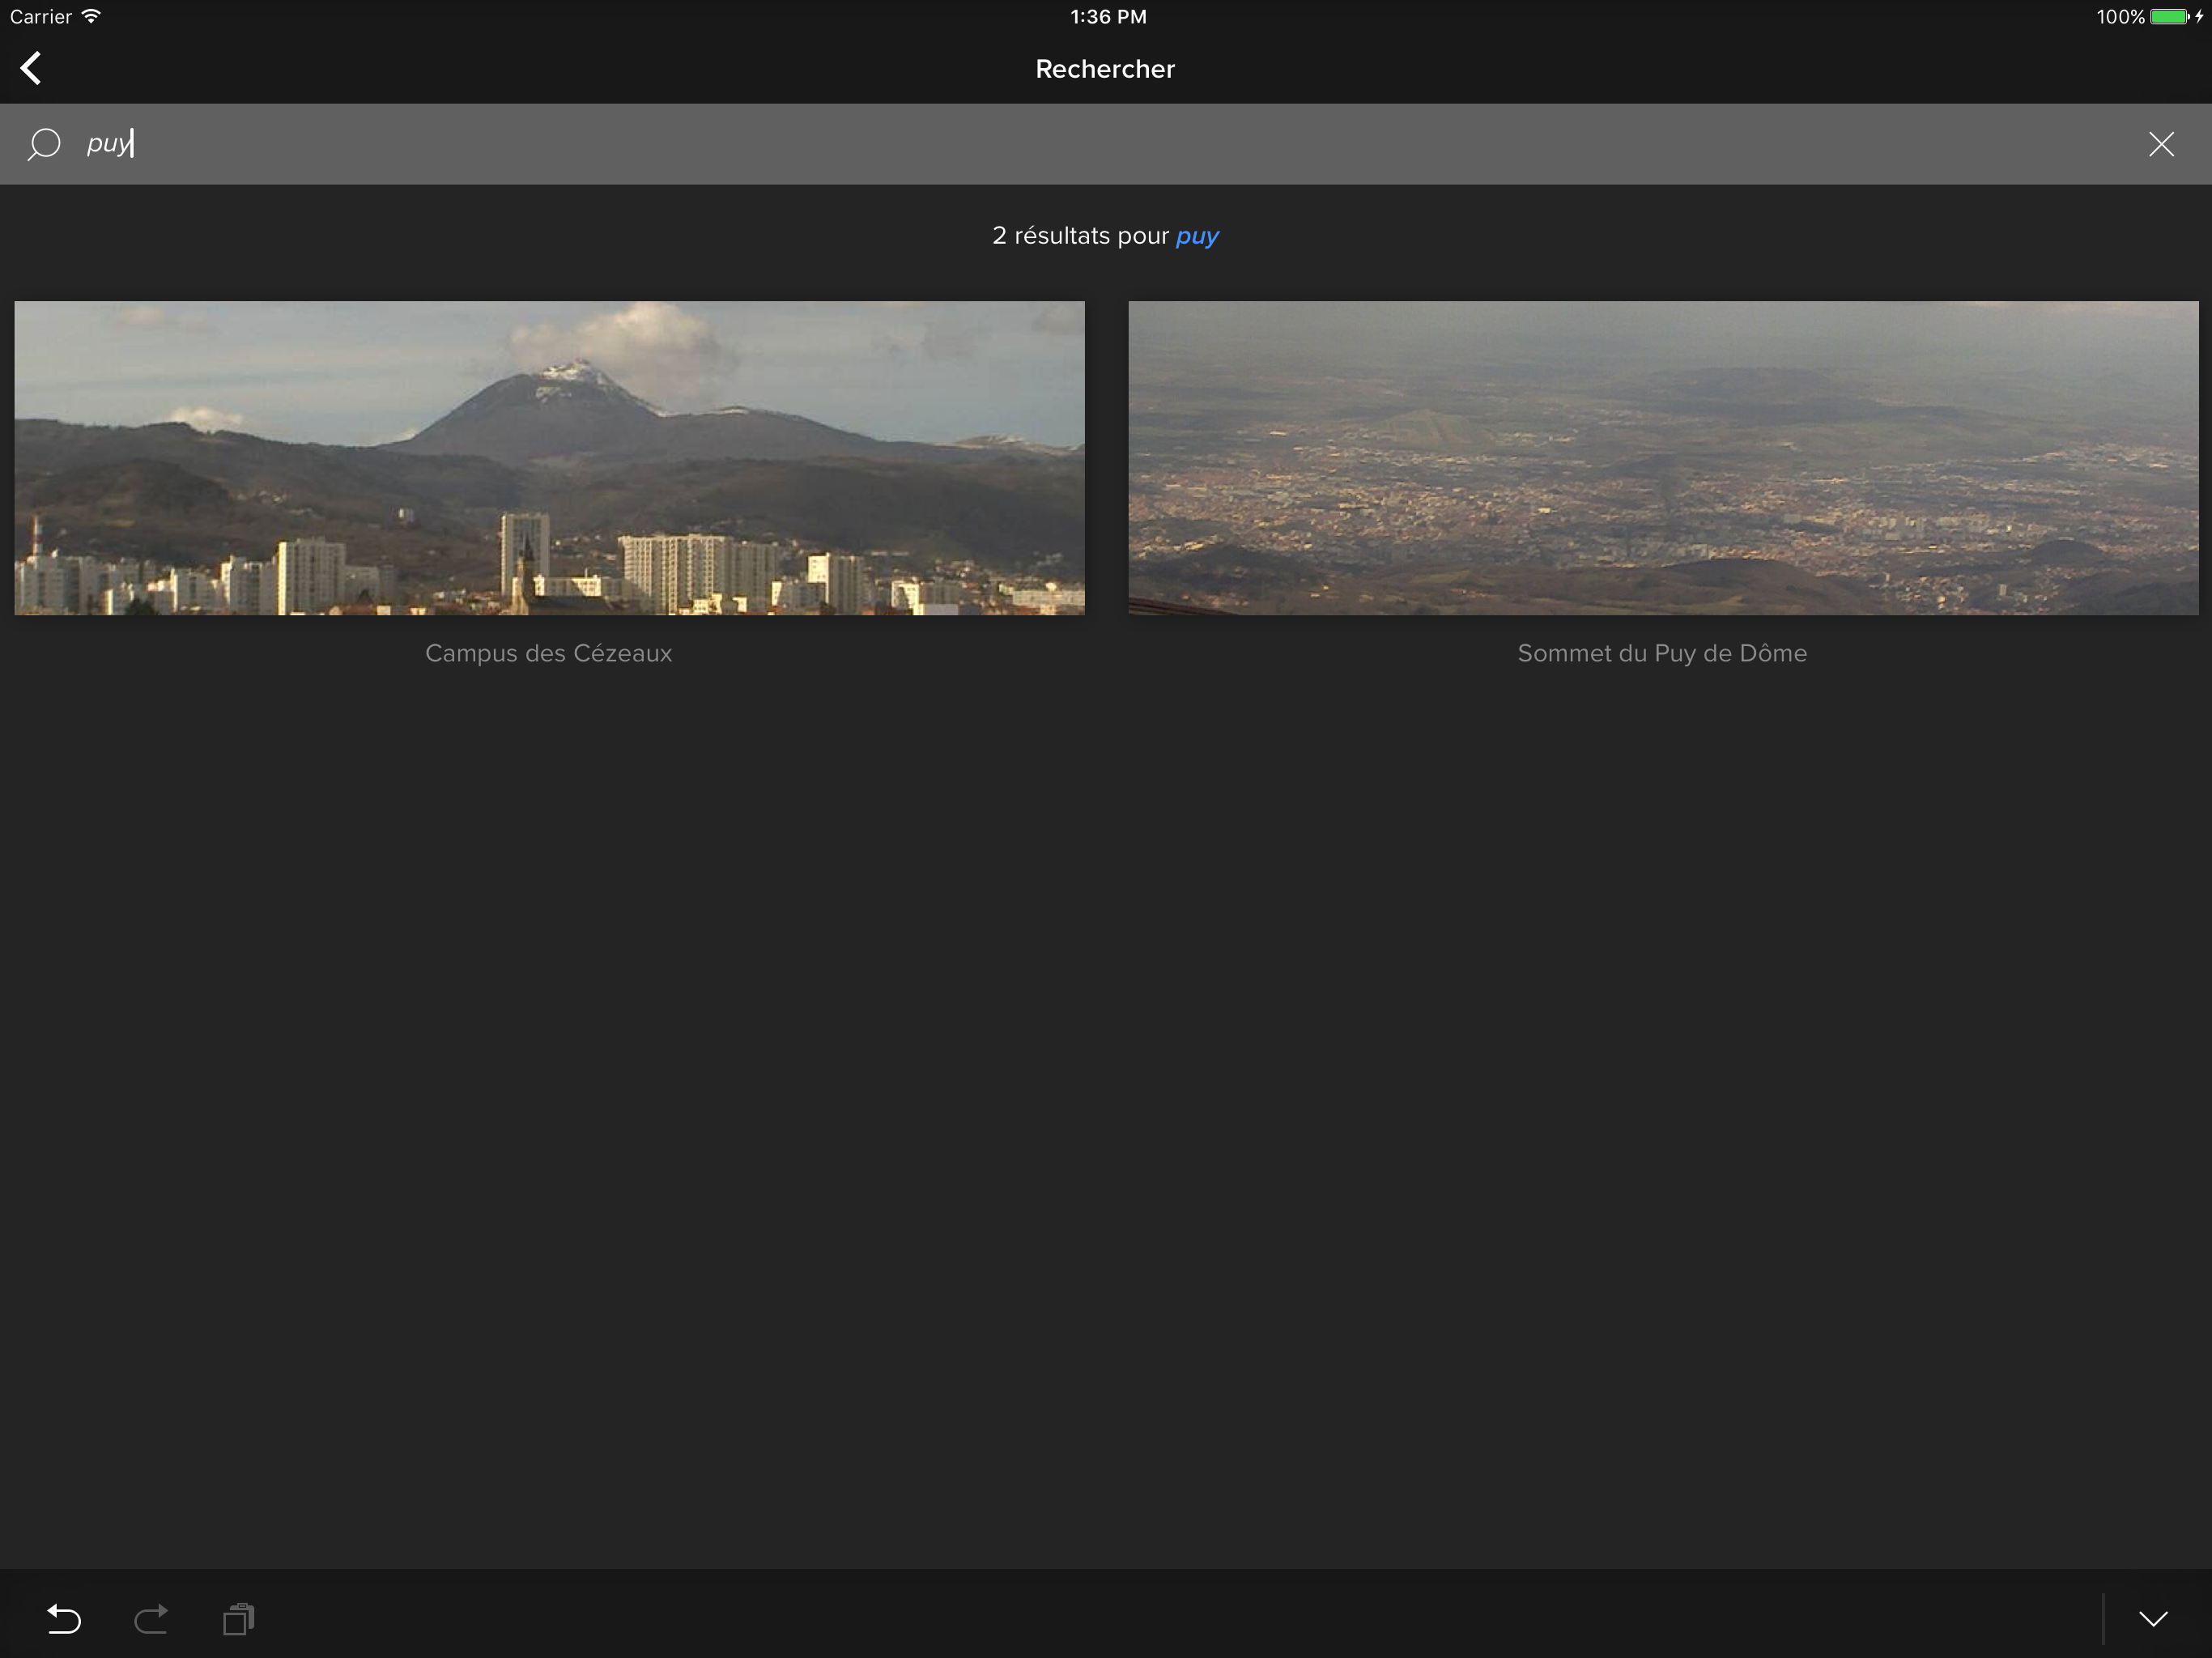 Carrier 1:36 PM 100%
Rechercher
puy
2 résultats pour puy
Campus des Cézeaux Sommet du Puy de Dôme